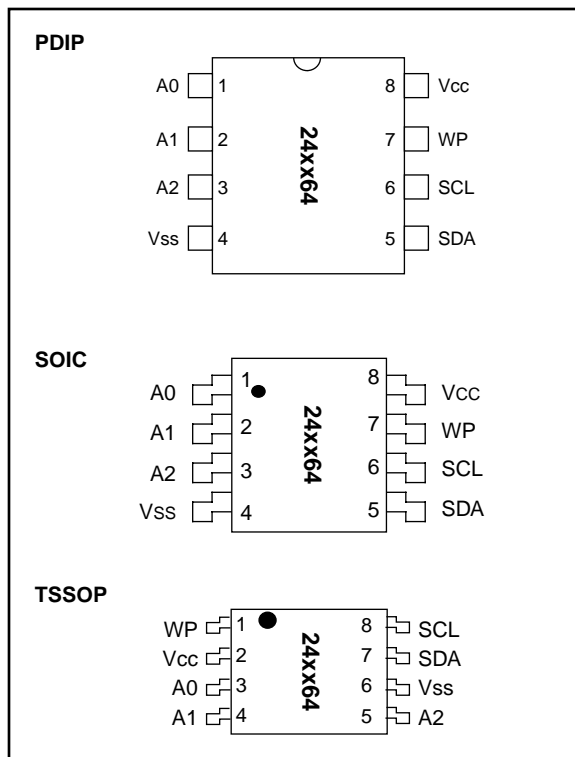 PDIP
A0 1 8 Vcc
A1 2 7 WP
A2 3 6 SCL
Vss 4 5 SDA
24xx64
SOIC
A0 1 8 Vcc
A1 2 7 WP
A2 3 6 SCL
Vss 4 5 SDA
24xx64
TSSOP
WP 1 8 SCL
Vcc 2 7 SDA
A0 3 6 Vss
A1 4 5 A2
24xx64